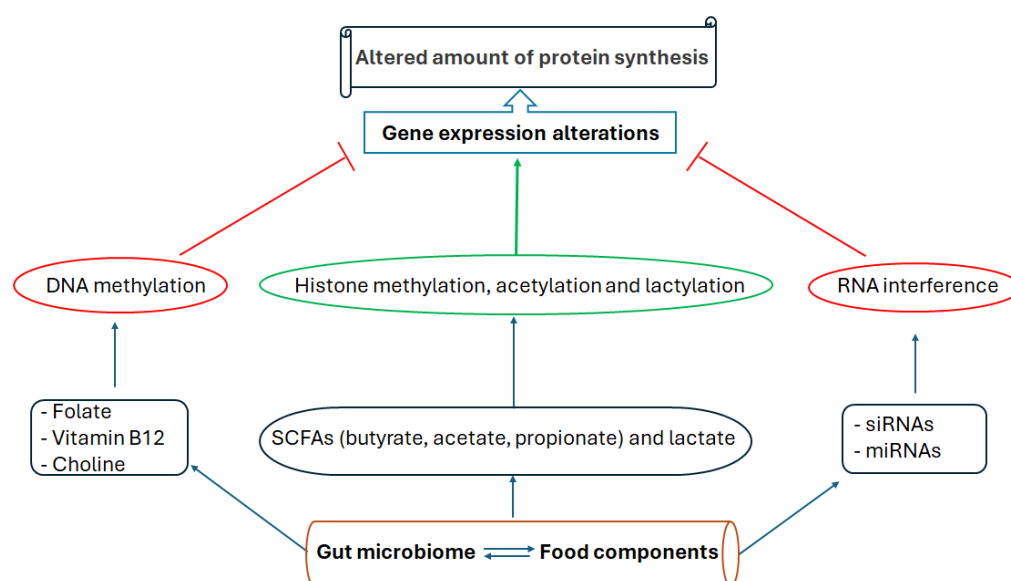 Altered amount of protein synthesis
Gene expression alterations
DNA methylation
Histone methylation, acetylation and lactylation
RNA interference
- Folate
- Vitamin B12
- Choline
SCFAs (butyrate, acetate, propionate) and lactate
- siRNAs
- miRNAs
Gut microbiome
Food components